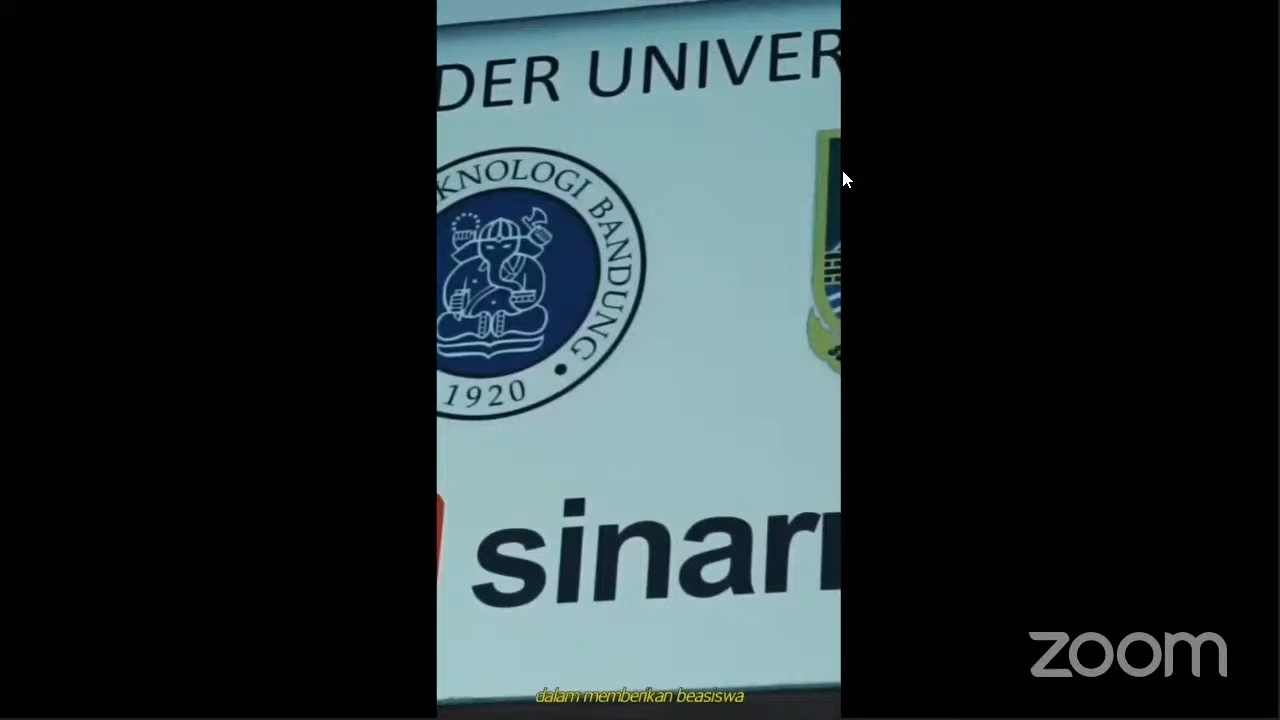 DER UNIVER
KNOLOGI BANDUNG
1920
sinar
dalam memberikan beasiswa
zoom